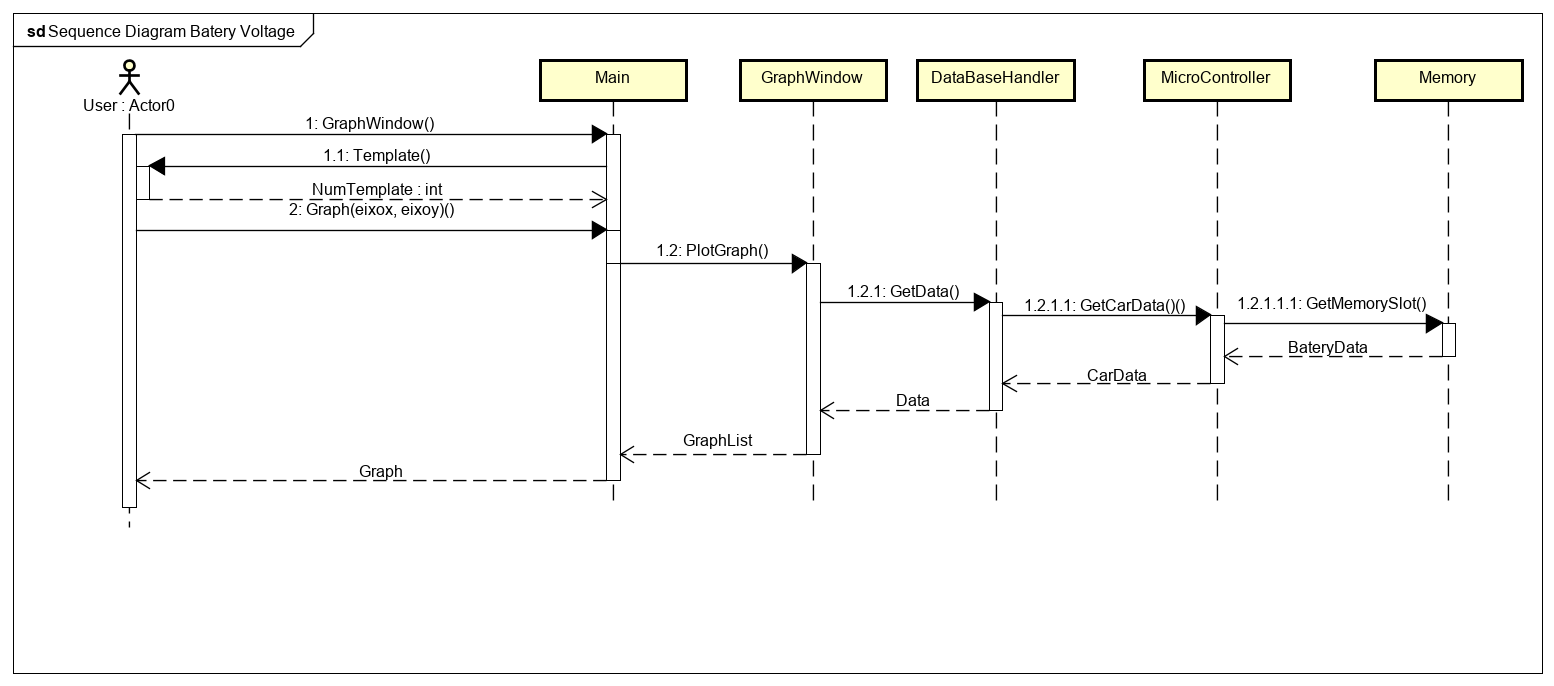 sd Sequence Diagram Batery Voltage
Main
GraphWindow
DataBaseHandler
MicroController
Memory
User : Actor0
1: GraphWindow()
1.1: Template()
NumTemplate : int
2: Graph(eixox, eixoy)()
1.2: PlotGraph()
1.2.1: GetData()
1.2.1.1: GetCarData()()
1.2.1.1.1: GetMemorySlot()
BateryData
CarData
Data
GraphList
Graph